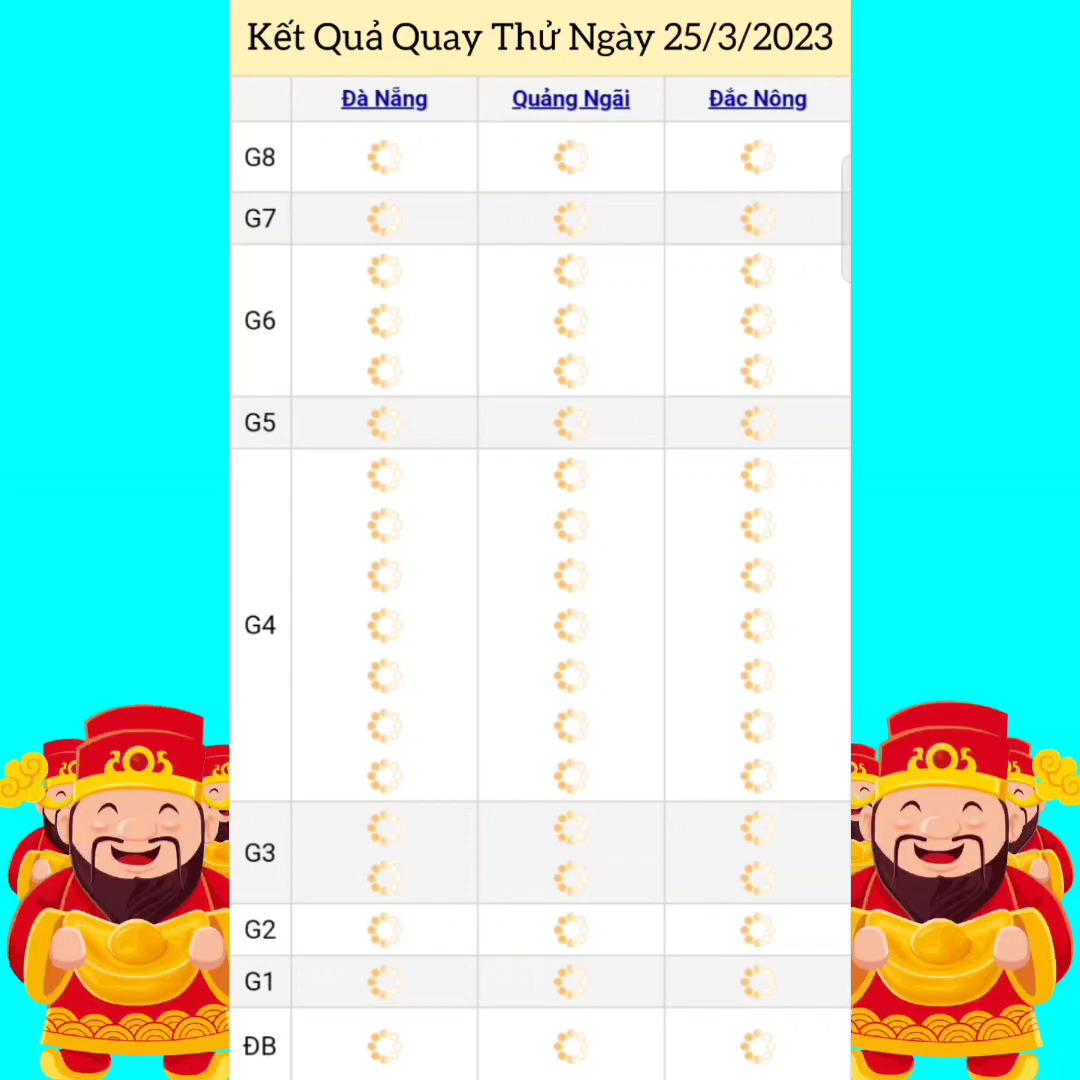 Kết Quả Quay Thử Ngày 25/3/2023
Đà Nẵng Quảng Ngãi Đắc Nông
G8
G7
G6
G5
G4
G3
G2
G1
ĐB